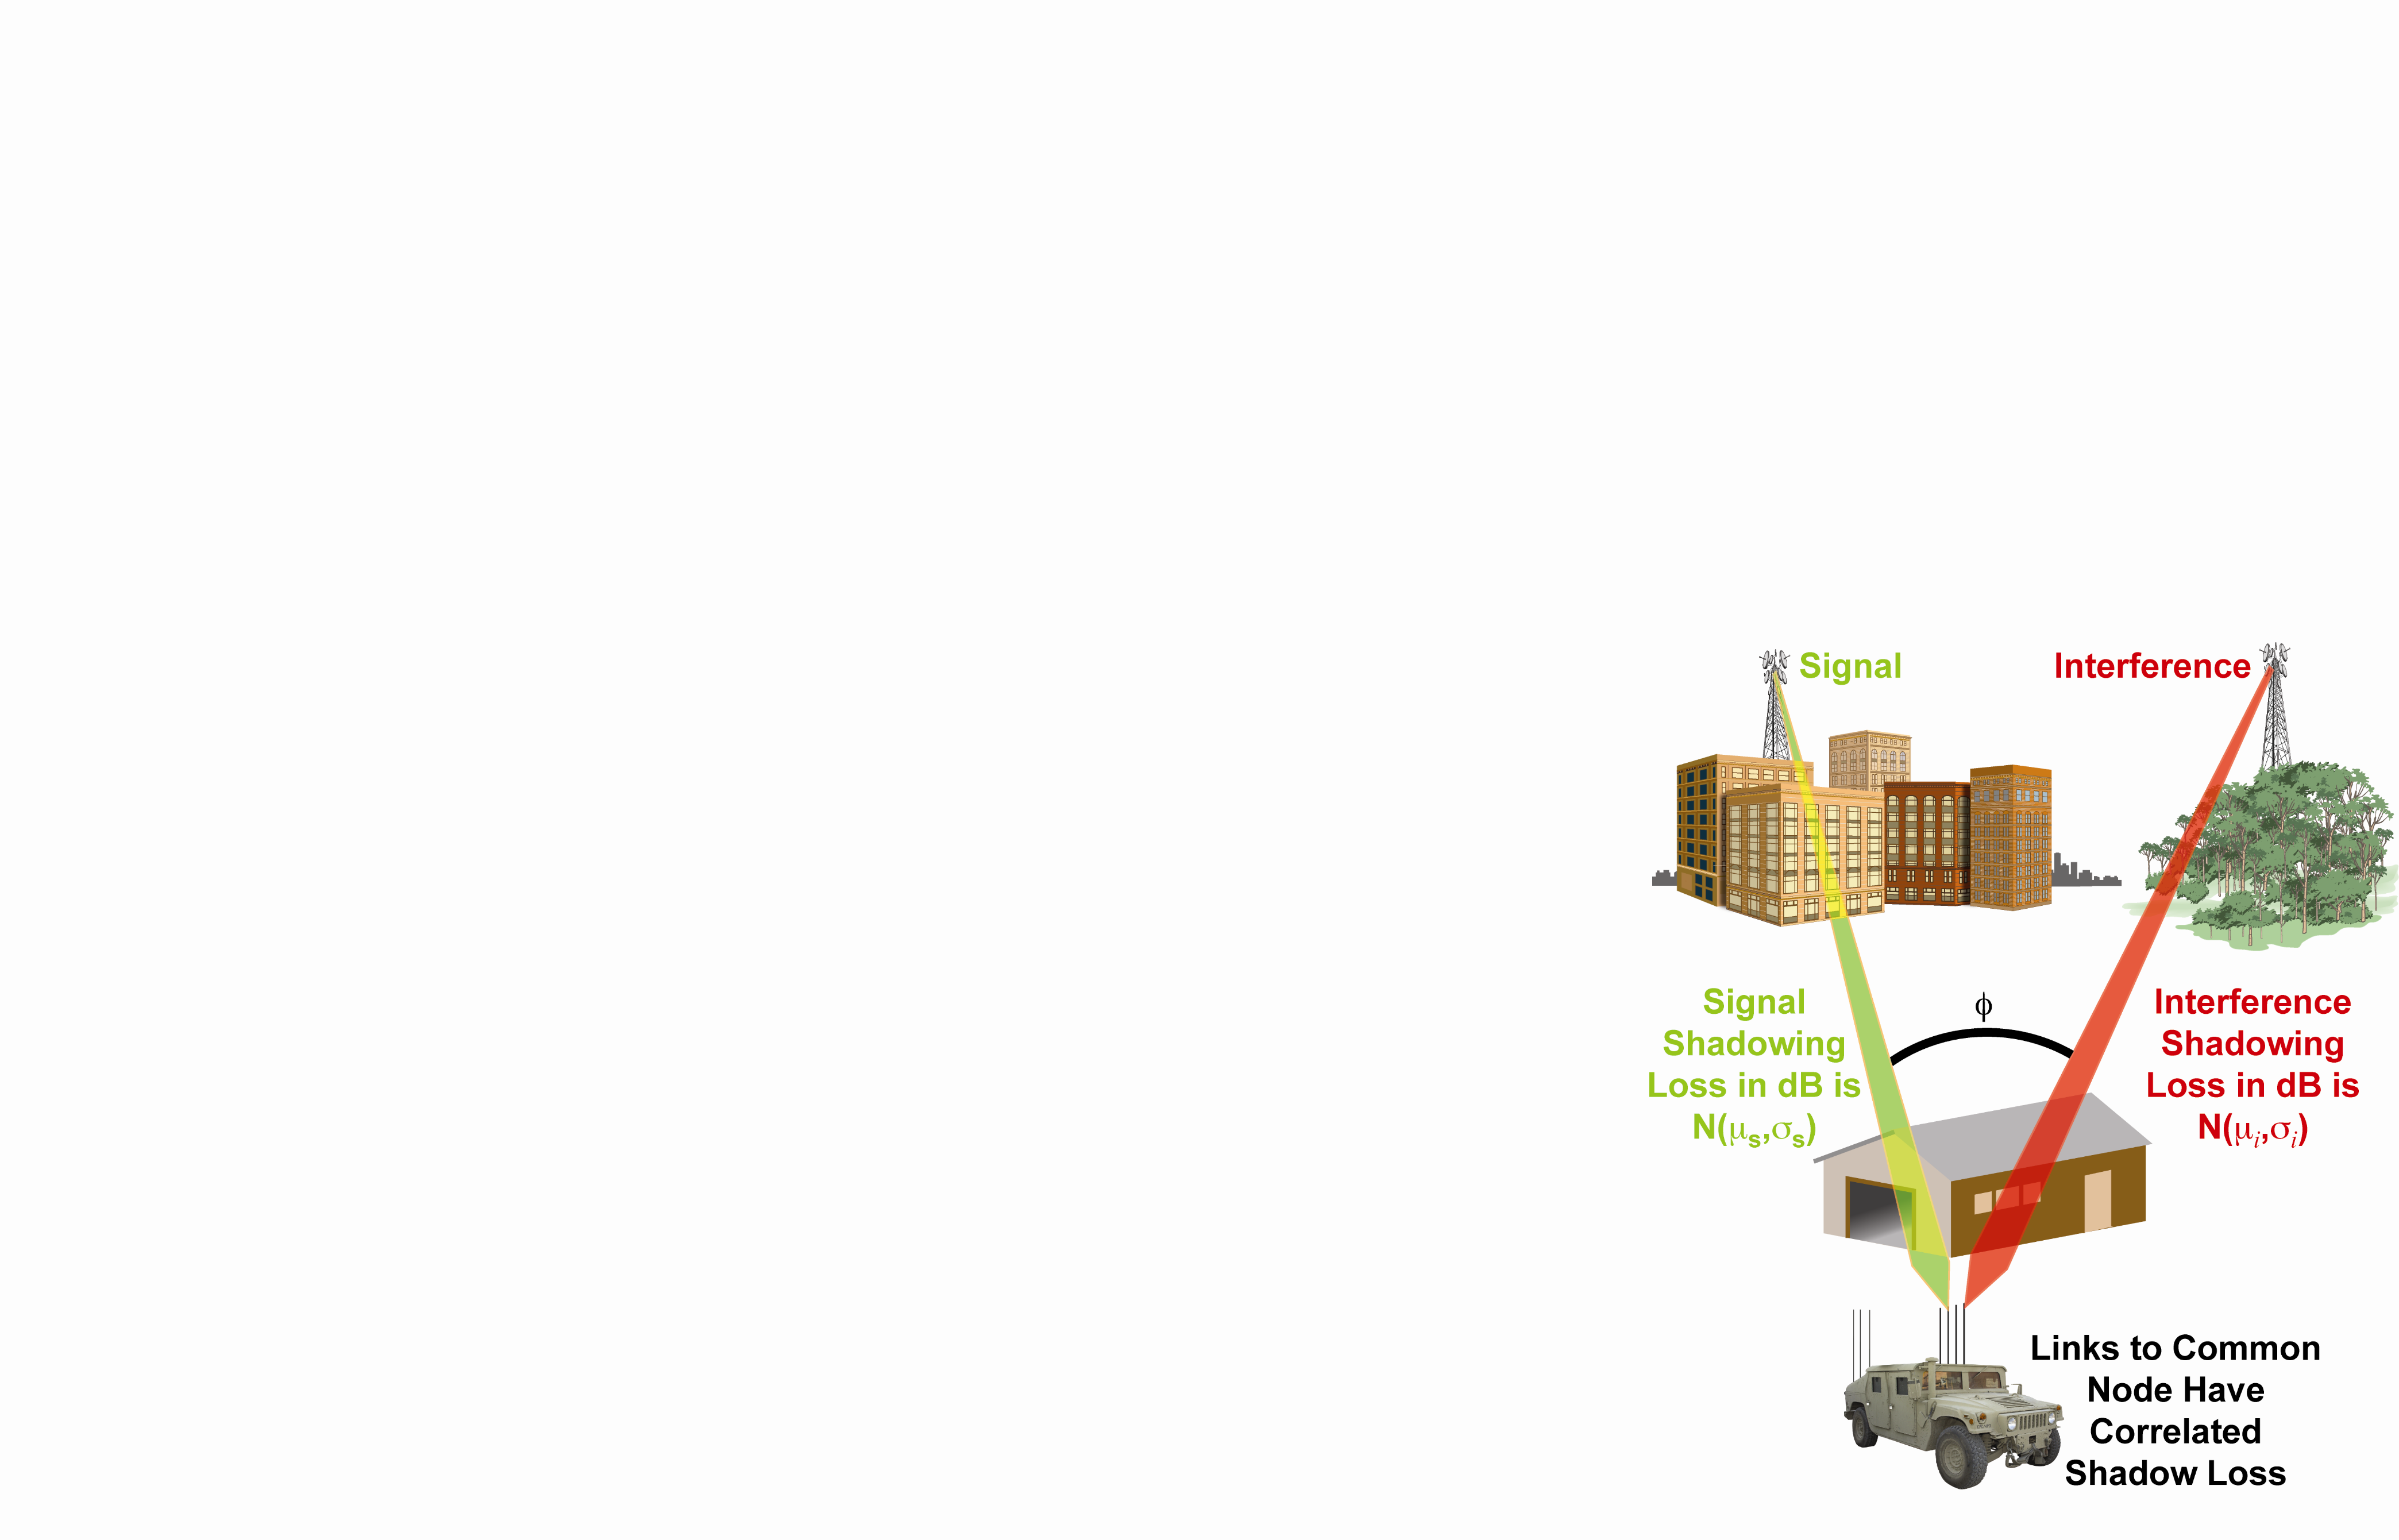 Signal
Interference
Signal
Shadowing
Loss in dB is
N(μs,σs)
ϕ
Interference
Shadowing
Loss in dB is
N(μi,σi)
Links to Common
Node Have
Correlated
Shadow Loss